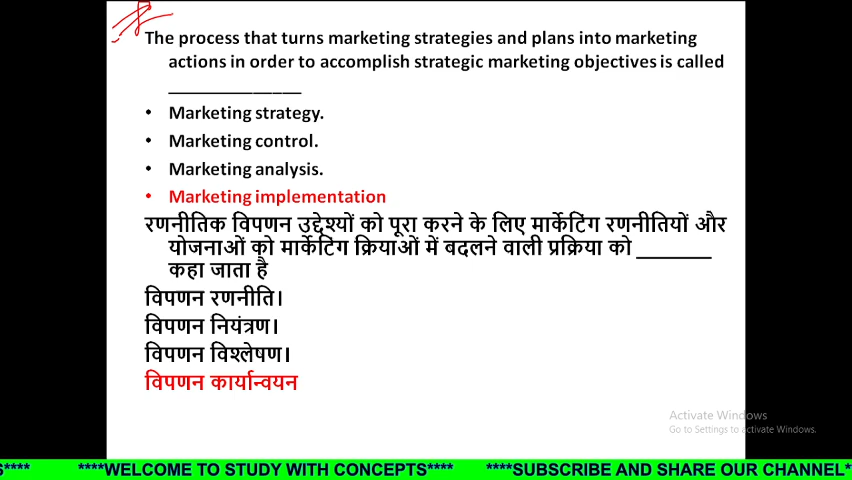 The process that turns marketing strategies and plans into marketing
actions in order to accomplish strategic marketing objectives is called
_______________
• Marketing strategy.
• Marketing control.
• Marketing analysis.
• Marketing implementation
रणनीतिक विपणन उद्देश्यों को पूरा करने के लिए मार्केटिंग रणनीतियों और
योजनाओं को मार्केटिंग क्रियाओं में बदलने वाली प्रक्रिया को ________
कहा जाता है
विपणन रणनीति।
विपणन नियंत्रण।
विपणन विश्लेषण।
विपणन कार्यान्वयन
Activate Windows
Go to Settings to activate Windows.
S**** ****WELCOME TO STUDY WITH CONCEPTS**** ****SUBSCRIBE AND SHARE OUR CHANNEL*